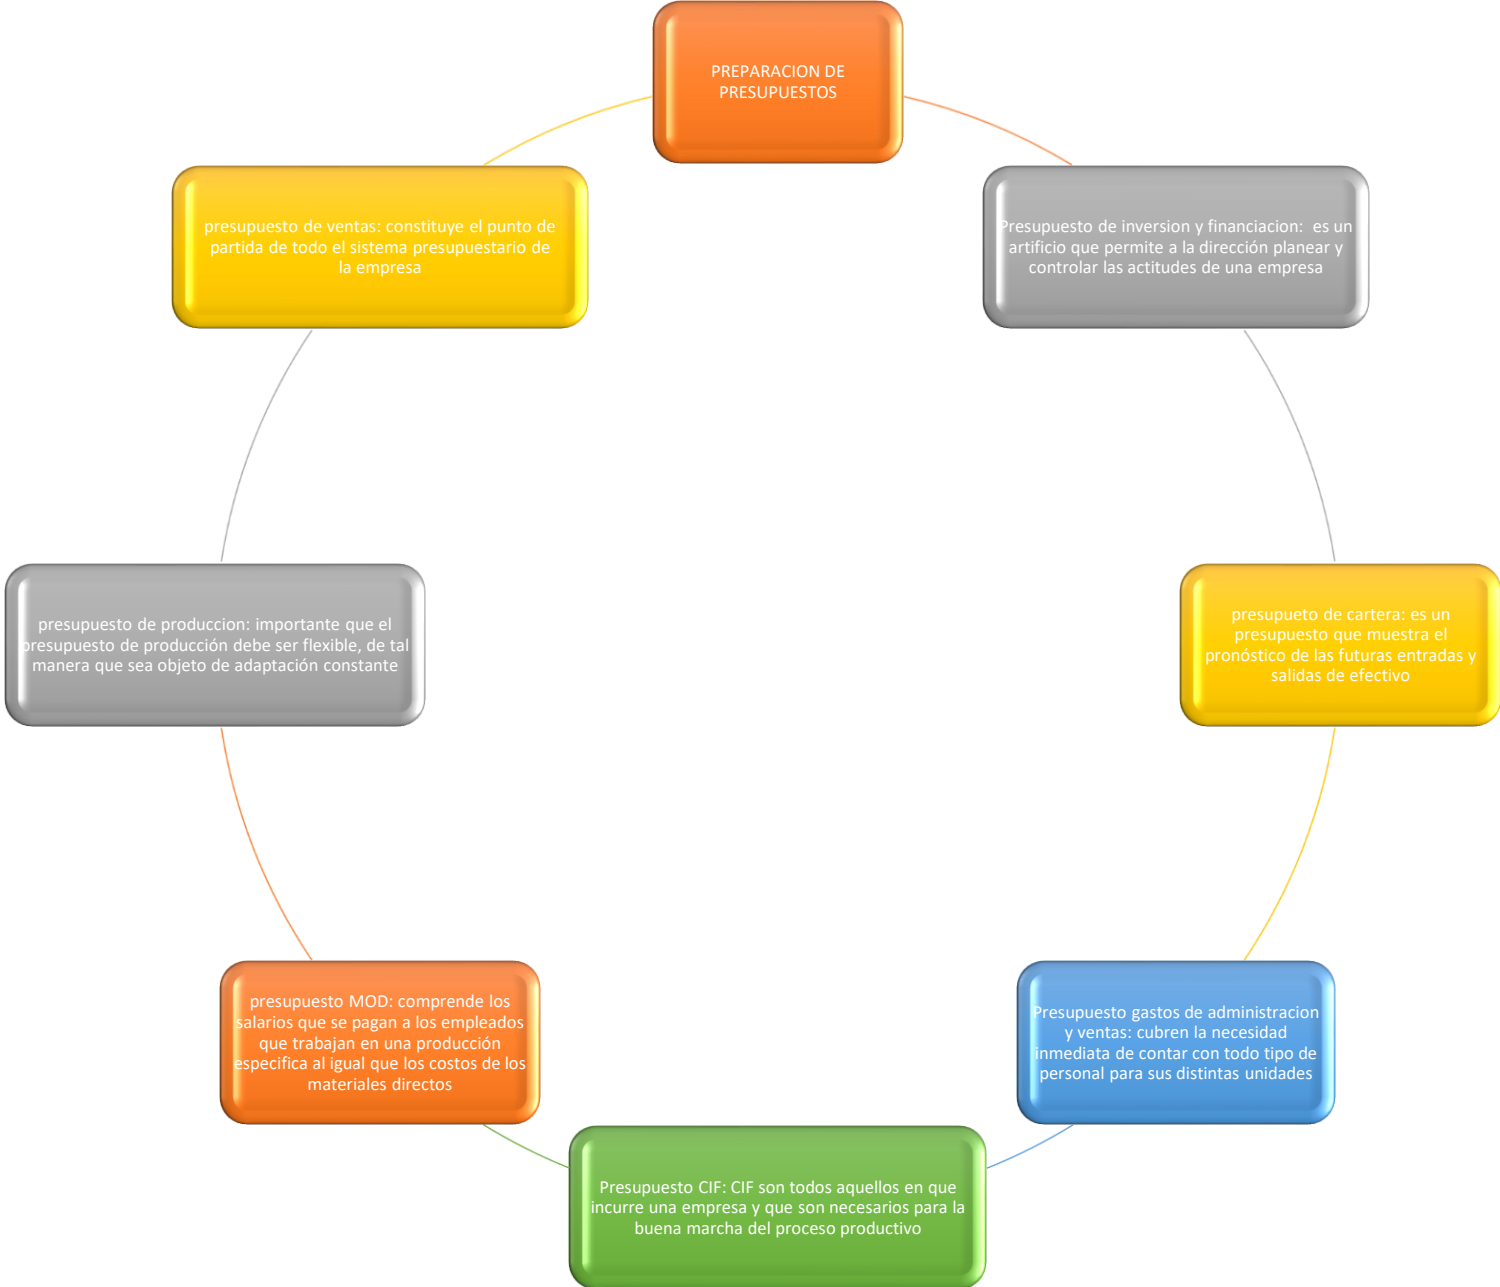 PREPARACION DE
PRESUPUESTOS
Presupuesto de inversion y financiacion: es un
artificio que permite a la dirección planear y
controlar las actitudes de una empresa
presupueto de cartera: es un
presupuesto que muestra el
pronóstico de las futuras entradas y
salidas de efectivo
Presupuesto gastos de administracion
y ventas: cubren la necesidad
inmediata de contar con todo tipo de
personal para sus distintas unidades
Presupuesto CIF: CIF son todos aquellos en que
incurre una empresa y que son necesarios para la
buena marcha del proceso productivo
presupuesto MOD: comprende los
salarios que se pagan a los empleados
que trabajan en una producción
especifica al igual que los costos de los
materiales directos
presupuesto de produccion: importante que el
presupuesto de producción debe ser flexible, de tal
manera que sea objeto de adaptación constante
presupuesto de ventas: constituye el punto de
partida de todo el sistema presupuestario de
la empresa